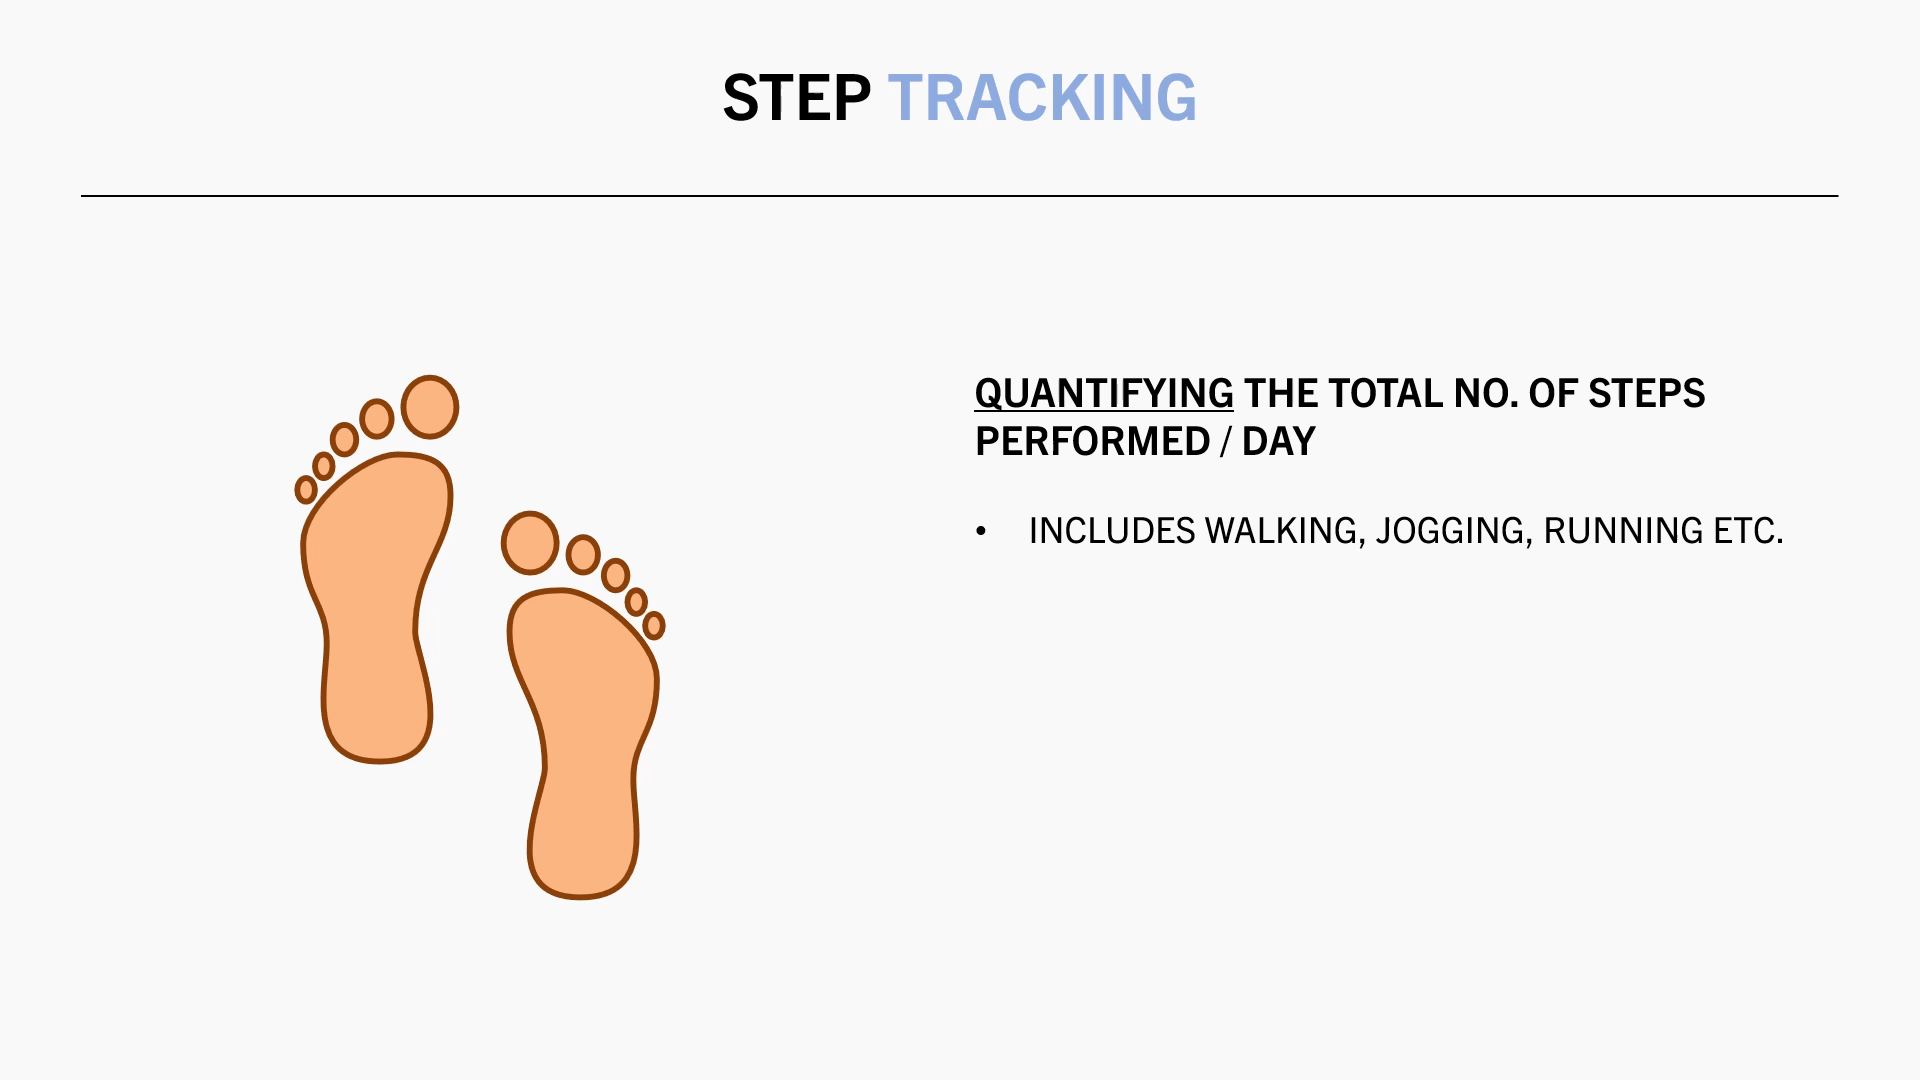 STEP TRACKING
QUANTIFYING THE TOTAL NO. OF STEPS
PERFORMED / DAY
• INCLUDES WALKING, JOGGING, RUNNING ETC.